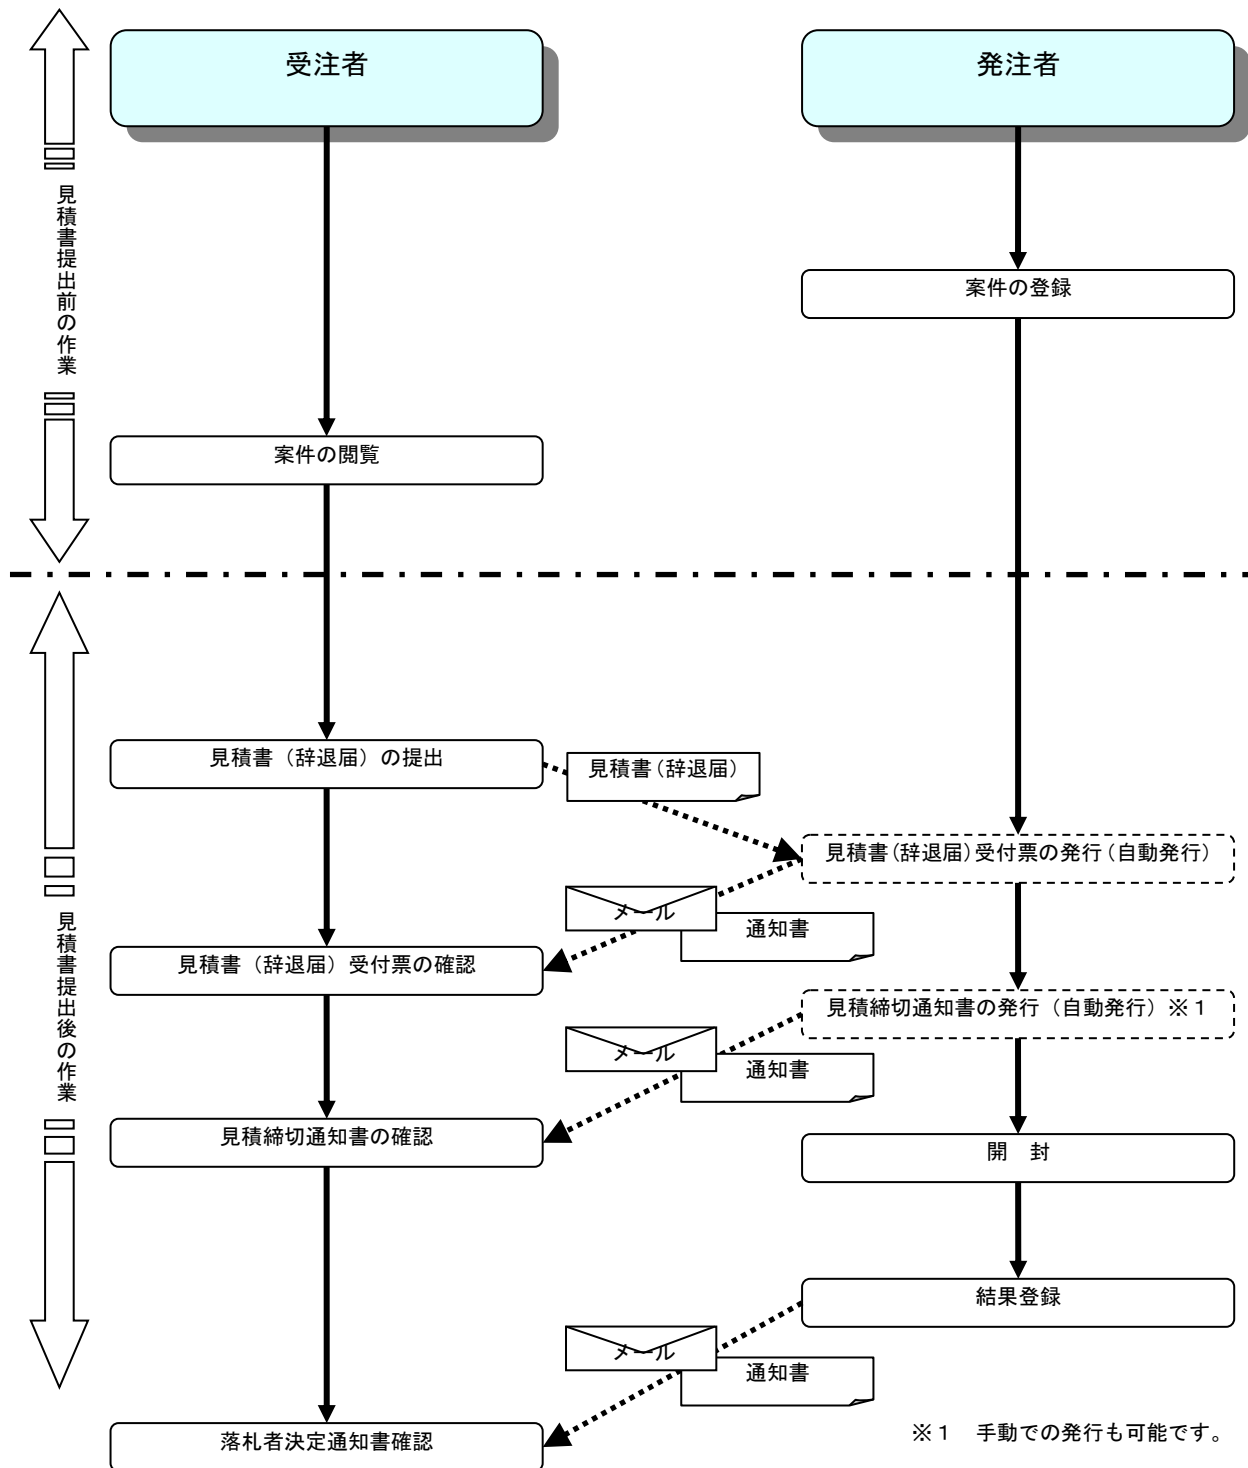 受注者
発注者
見積書提出前の作業
案件の登録
案件の閲覧
見積書提出後の作業
見積書（辞退届）の提出
見積書(辞退届)
見積書(辞退届)受付票の発行(自動発行)
メール
通知書
見積書（辞退届）受付票の確認
見積締切通知書の発行（自動発行）※１
メール
通知書
見積締切通知書の確認
開　封
結果登録
メール
通知書
落札者決定通知書確認
※１　手動での発行も可能です。